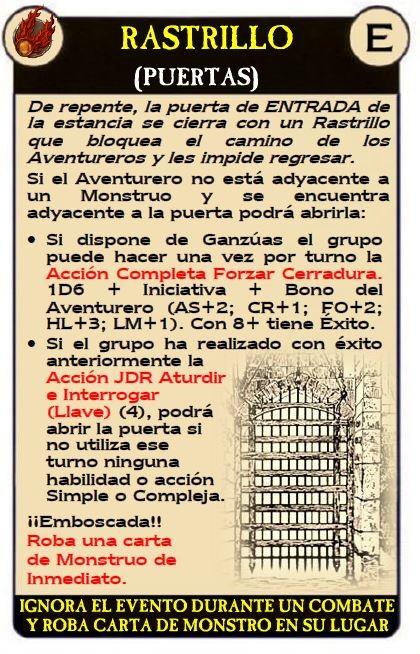 RASTRILLO
E
(PUERTAS)
De repente, la puerta de ENTRADA de
la estancia se cierra con un Rastrillo
que bloquea el camino de los
Aventureros y les impide regresar.
Si el Aventurero no está adyacente a
un Monstruo y se encuentra
adyacente a la puerta podrá abrirla:
• Si dispone de Ganzúas el grupo
puede hacer una vez por turno la
Acción Completa Forzar Cerradura.
1D6 + Iniciativa + Bono del
Aventurero (AS+2; CR+1; FO+2;
HL+3; LM+1). Con 8+ tiene Éxito.
• Si el grupo ha realizado con éxito
anteriormente la
Acción JDR Aturdir
e Interrogar
(Llave) (4), podrá
abrir la puerta si
no utiliza ese
turno ninguna
habilidad o acción
Simple o Compleja.
¡¡Emboscada!!
Roba una carta
de Monstruo de
Inmediato.
IGNORA EL EVENTO DURANTE UN COMBATE
Y ROBA CARTA DE MONSTRO EN SU LUGAR